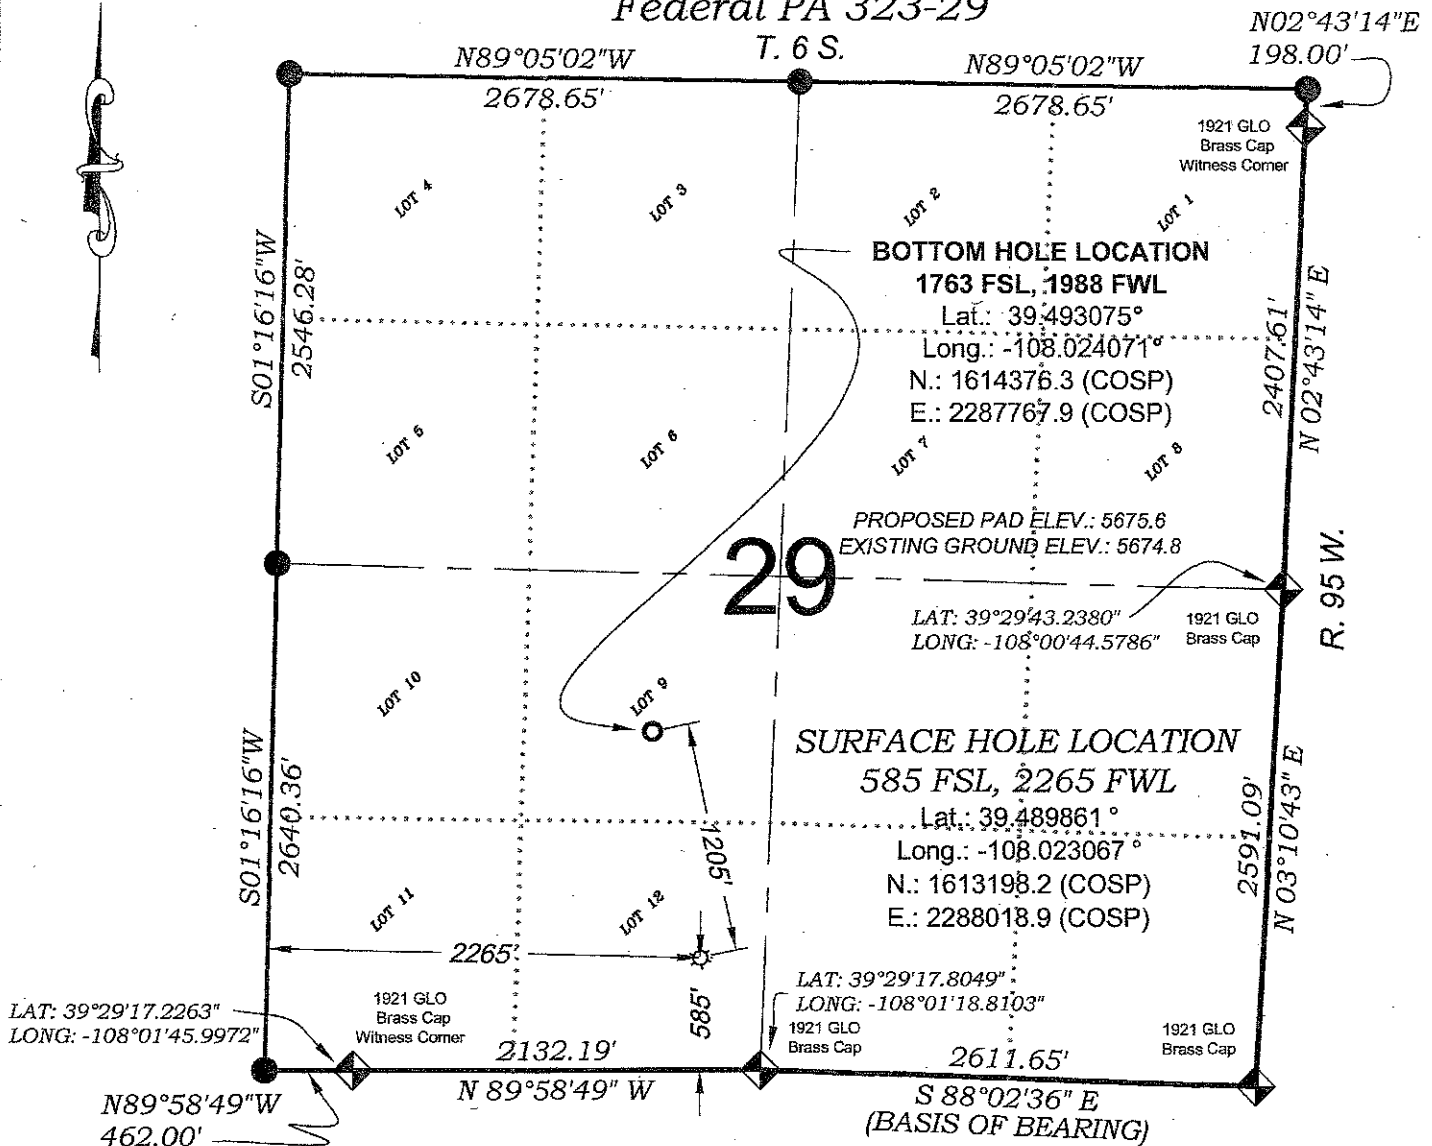 Federal PA 323-29
T. 6 S.
N02°43'14"E
198.00'
N89°05'02"W
2678.65'
N89°05'02"W
2678.65'
1921 GLO
Brass Cap
Witness Corner
LOT 4
LOT 3
LOT 2
LOT 1
BOTTOM HOLE LOCATION
1763 FSL, 1988 FWL
Lat.: 39.493075°
Long.: -108.024071°
N.: 1614376.3 (COSP)
E.: 2287767.9 (COSP)
S01°16'16"W
2546.28'
2407.61'
N 02°43'14" E
LOT 5
LOT 6
LOT 7
LOT 8
PROPOSED PAD ELEV.: 5675.6
EXISTING GROUND ELEV.: 5674.8
29
R. 95 W.
LAT: 39°29'43.2380"
LONG: -108°00'44.5786"
1921 GLO
Brass Cap
LOT 10
LOT 9
SURFACE HOLE LOCATION
585 FSL, 2265 FWL
Lat.: 39.489861°
Long.: -108.023067°
N.: 1613198.2 (COSP)
E.: 2288018.9 (COSP)
S01°16'16"W
2640.36'
1205'
2591.09'
N 03°10'43" E
LOT 11
LOT 12
2265'
585'
LAT: 39°29'17.2263"
LONG: -108°01'45.9972"
1921 GLO
Brass Cap
Witness Corner
LAT: 39°29'17.8049"
LONG: -108°01'18.8103"
1921 GLO
Brass Cap
1921 GLO
Brass Cap
2132.19'
N 89°58'49" W
2611.65'
S 88°02'36" E
(BASIS OF BEARING)
N89°58'49"W
462.00'